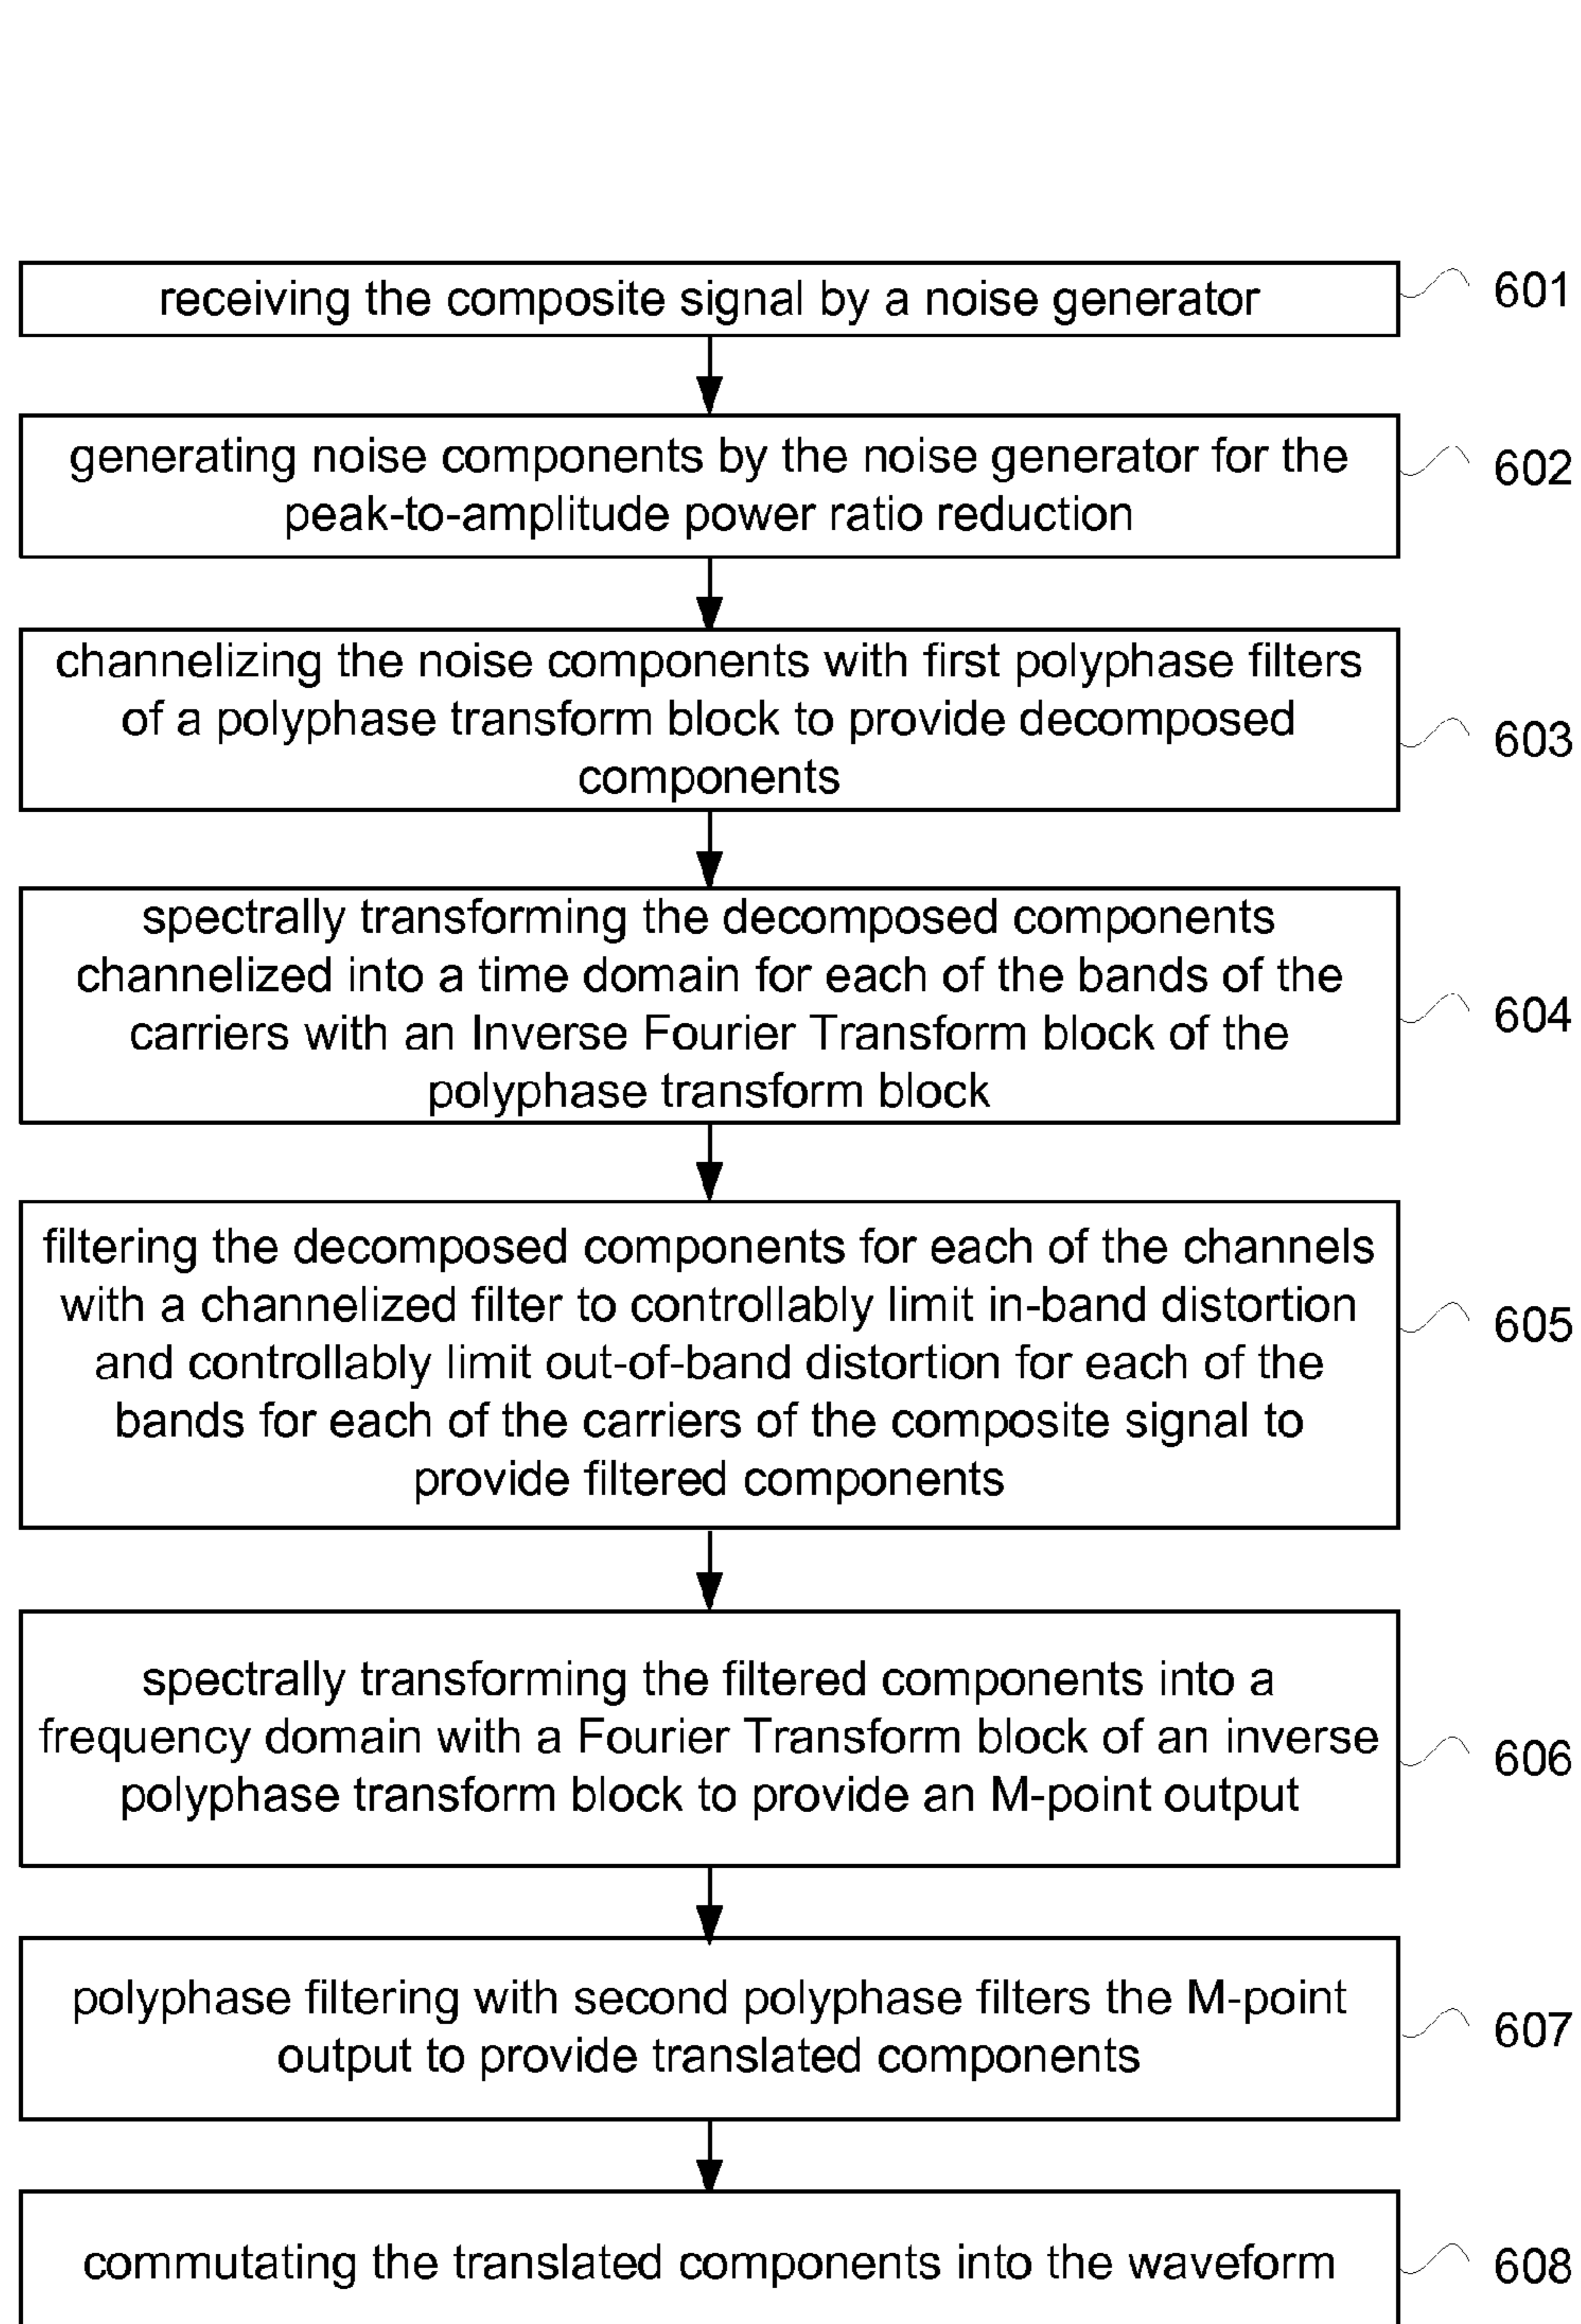 receiving the composite signal by a noise generator
601
generating noise components by the noise generator for the
peak-to-amplitude power ratio reduction
602
channelizing the noise components with first polyphase filters
of a polyphase transform block to provide decomposed
components
603
spectrally transforming the decomposed components
channelized into a time domain for each of the bands of the
carriers with an Inverse Fourier Transform block of the
polyphase transform block
604
filtering the decomposed components for each of the channels
with a channelized filter to controllably limit in-band distortion
and controllably limit out-of-band distortion for each of the
bands for each of the carriers of the composite signal to
provide filtered components
605
spectrally transforming the filtered components into a
frequency domain with a Fourier Transform block of an inverse
polyphase transform block to provide an M-point output
606
polyphase filtering with second polyphase filters the M-point
output to provide translated components
607
commutating the translated components into the waveform
608